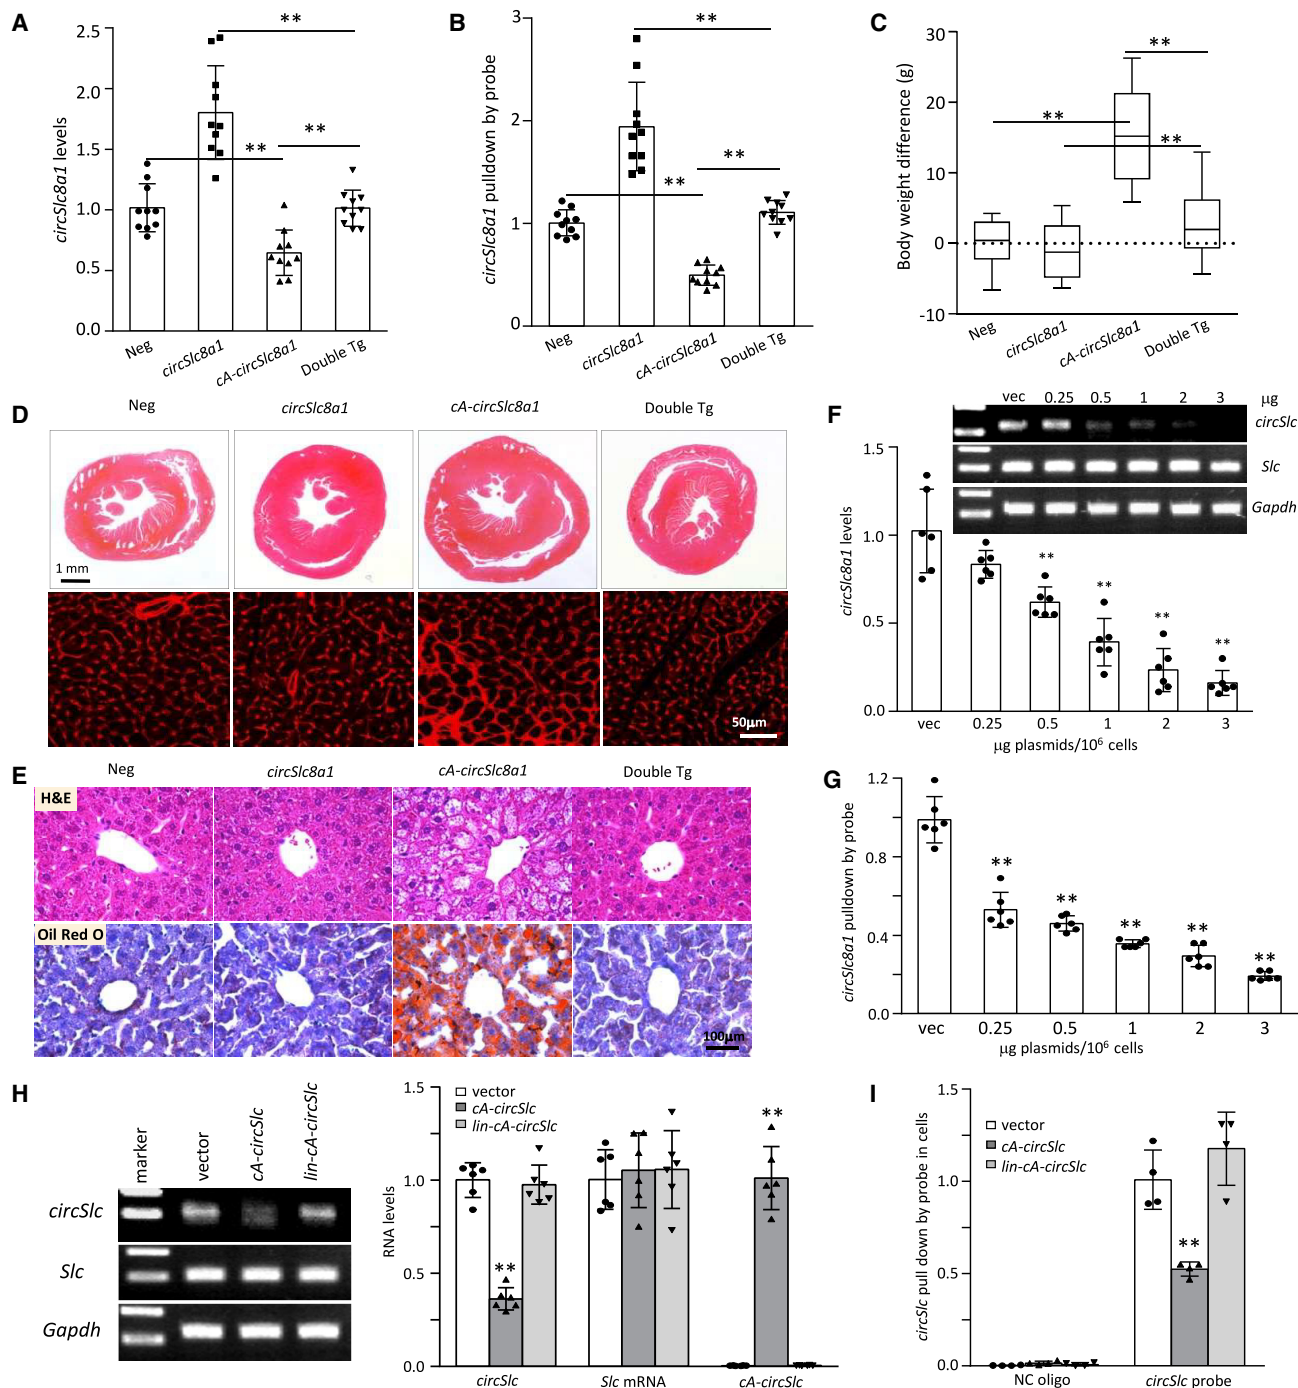 A
circSlc8a1 levels
2.5
2.0
1.5
1.0
0.5
0.0
**
**
**
Neg
circSlc8a1
cA-circSlc8a1
Double Tg
B
circSlc8a1 pulldown by probe
3
2
1
0
**
**
**
Neg
circSlc8a1
cA-circSlc8a1
Double Tg
C
Body weight difference (g)
30
20
10
0
-10
**
**
**
Neg
circSlc8a1
cA-circSlc8a1
Double Tg
D
Neg
circSlc8a1
cA-circSlc8a1
Double Tg
1 mm
50μm
E
Neg
circSlc8a1
cA-circSlc8a1
Double Tg
H&E
Oil Red O
100μm
F
vec 0.25 0.5 1 2 3 μg
circSlc
Slc
Gapdh
circSlc8a1 levels
1.5
1.0
0.5
0.0
**
**
**
**
vec 0.25 0.5 1 2 3
μg plasmids/10⁶ cells
G
circSlc8a1 pulldown by probe
1.2
0.8
0.4
0.0
**
**
**
**
**
vec 0.25 0.5 1 2 3
μg plasmids/10⁶ cells
H
marker
vector
cA-circSlc
lin-cA-circSlc
circSlc
Slc
Gapdh
RNA levels
1.5
1.0
0.5
0.0
vector
cA-circSlc
lin-cA-circSlc
**
**
circSlc
Slc mRNA
cA-circSlc
I
circSlc pull down by probe in cells
1.5
1.0
0.5
0.0
vector
cA-circSlc
lin-cA-circSlc
**
NC oligo
circSlc probe